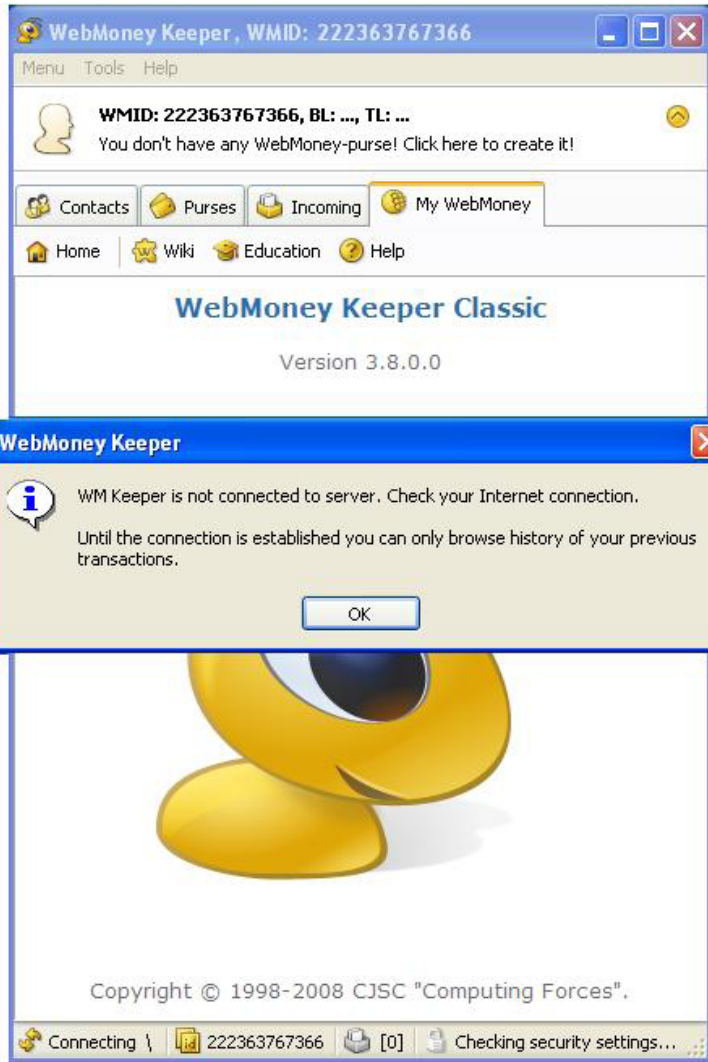 WebMoney Keeper, WMID: 222363767366
Menu Tools Help
WMID: 222363767366, BL: ..., TL: ...
You don't have any WebMoney-purse! Click here to create it!
Contacts Purses Incoming My WebMoney
Home Wiki Education Help
WebMoney Keeper Classic
Version 3.8.0.0
WebMoney Keeper
WM Keeper is not connected to server. Check your Internet connection.
Until the connection is established you can only browse history of your previous
transactions.
OK
Copyright © 1998-2008 CJSC "Computing Forces".
Connecting \ 222363767366 [0] Checking security settings...